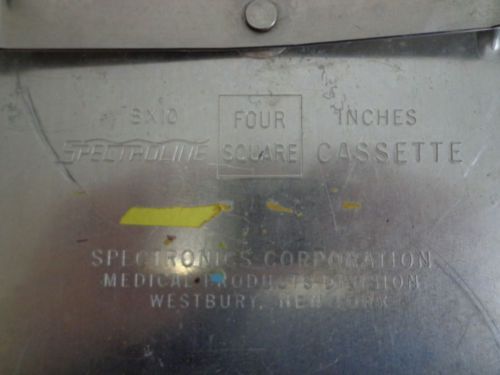 8X10 FOUR INCHES
SPECTROLINE SQUARE CASSETTE
SPECTRONICS CORPORATION
MEDICAL PRODUCTS DIVISION
WESTBURY, NEW YORK